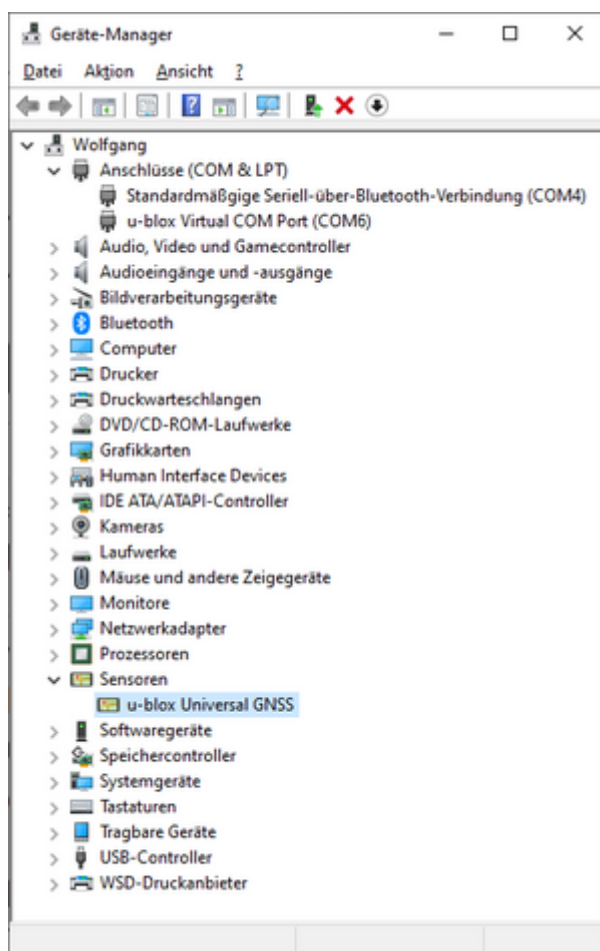 Geräte-Manager
Datei Aktion Ansicht ?
Wolfgang
Anschlüsse (COM & LPT)
Standardmäßgige Seriell-über-Bluetooth-Verbindung (COM4)
u-blox Virtual COM Port (COM6)
Audio, Video und Gamecontroller
Audioeingänge und -ausgänge
Bildverarbeitungsgeräte
Bluetooth
Computer
Drucker
Druckwarteschlangen
DVD/CD-ROM-Laufwerke
Grafikkarten
Human Interface Devices
IDE ATA/ATAPI-Controller
Kameras
Laufwerke
Mäuse und andere Zeigegeräte
Monitore
Netzwerkadapter
Prozessoren
Sensoren
u-blox Universal GNSS
Softwaregeräte
Speichercontroller
Systemgeräte
Tastaturen
Tragbare Geräte
USB-Controller
WSD-Druckanbieter